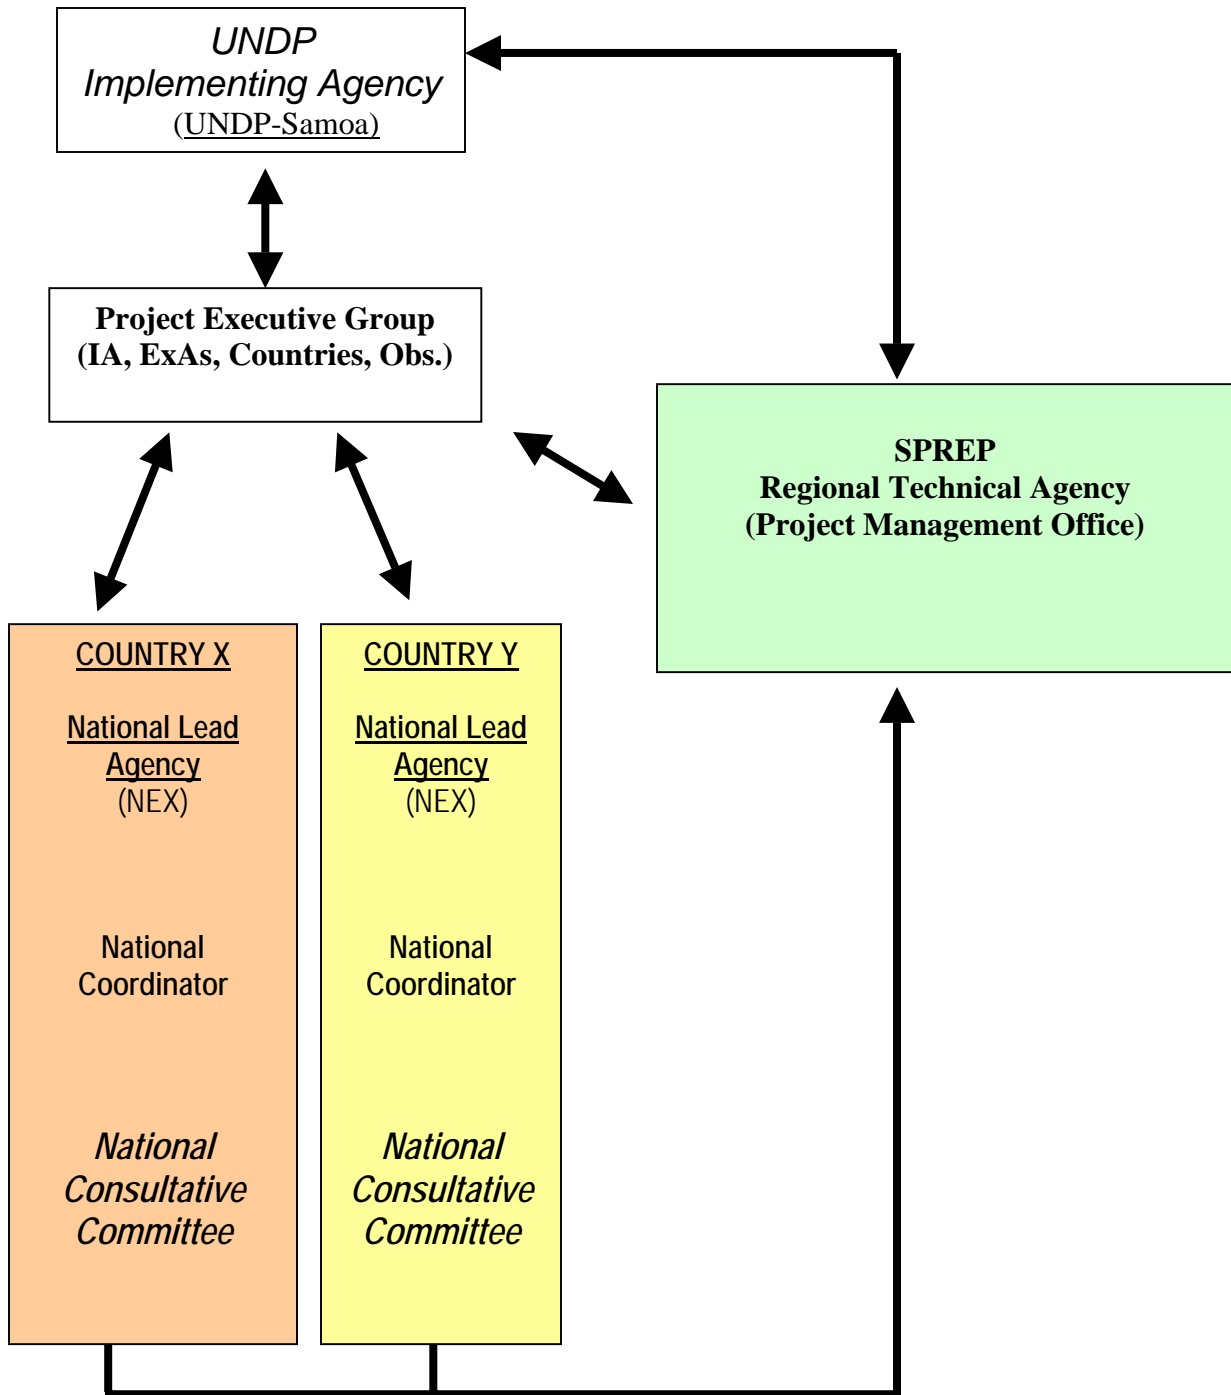 UNDP
Implementing Agency
(UNDP-Samoa)
Project Executive Group
(IA, ExAs, Countries, Obs.)
SPREP
Regional Technical Agency
(Project Management Office)
COUNTRY X
National Lead
Agency
(NEX)
National
Coordinator
National
Consultative
Committee
COUNTRY Y
National Lead
Agency
(NEX)
National
Coordinator
National
Consultative
Committee